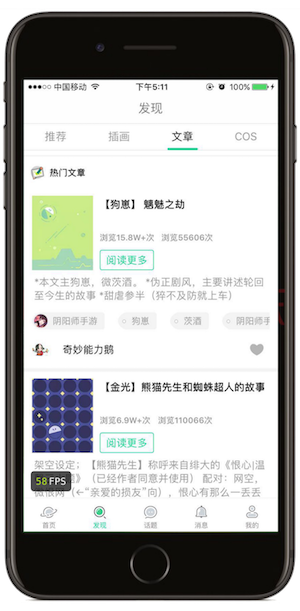 中国移动 下午5:11 100%
发现
推荐 插画 文章 COS
热门文章
【狗崽】 魑魅之劫
浏览15.8W+次 浏览55606次
阅读更多
*本文主狗崽，微茨酒。 *伪正剧风，主要讲述轮回
至今生的故事 *甜虐参半（猝不及防就上车）
阴阳师手游 狗崽 茨酒 阴阳师手
奇妙能力鹅
【金光】熊猫先生和蜘蛛超人的故事
浏览6.9W+次 浏览110066次
阅读更多
架空设定；【熊猫先生】称呼来自绯大的《恨心|温
》（已经作者同意并使用） 配对：网空，
（←“亲爱的损友”向），恨心有那么一丢丢
58 FPS
首页 发现 话题 消息 我的